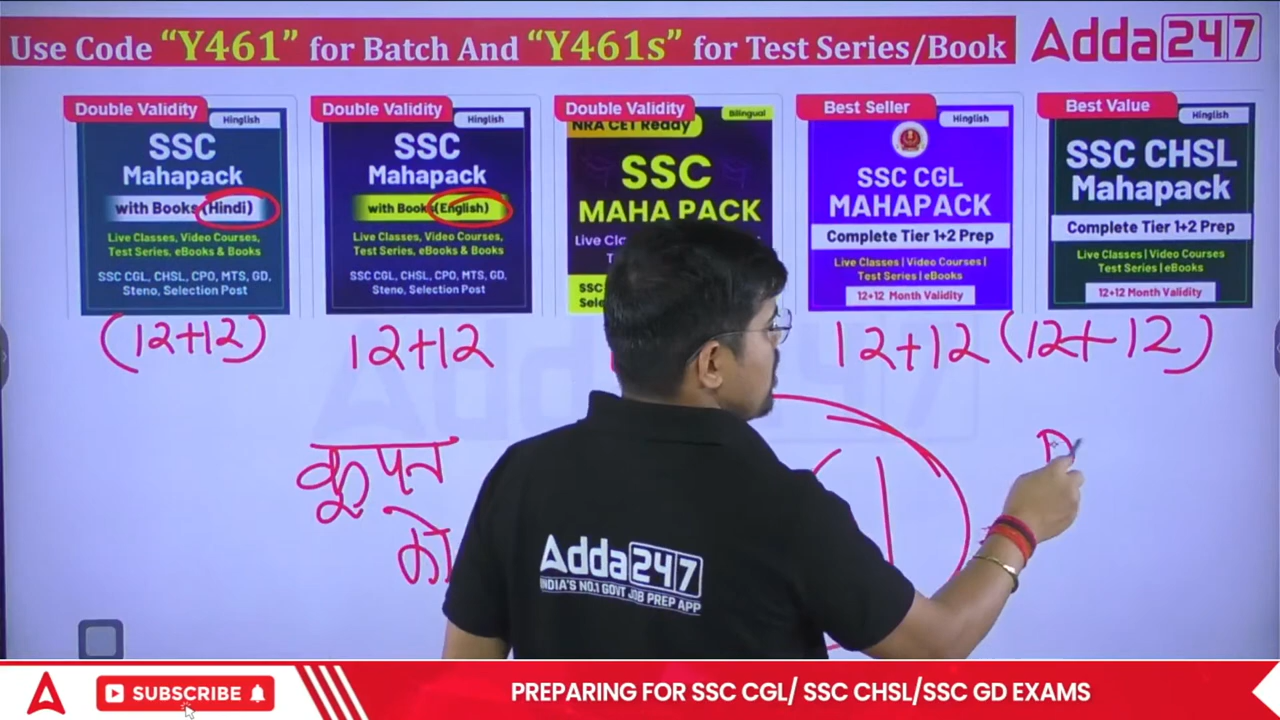 Use Code “Y461” for Batch And “Y461s” for Test Series/Book
Adda247
Double Validity
Hinglish
SSC
Mahapack
with Books (Hindi)
Live Classes, Video Courses,
Test Series, eBooks & Books
SSC CGL, CHSL, CPO, MTS, GD,
Steno, Selection Post
(12+12)
Double Validity
Hinglish
SSC
Mahapack
with Books(English)
Live Classes, Video Courses,
Test Series, eBooks & Books
SSC CGL, CHSL, CPO, MTS, GD,
Steno, Selection Post
12+12
Double Validity
Bilingual
NRA CET Ready
SSC
MAHA PACK
Live
SSC
Best Seller
Hinglish
SSC CGL
MAHAPACK
Complete Tier 1+2 Prep
Live Classes | Video Courses |
Test Series | eBooks
12+12 Month Validity
12+12
Best Value
Hinglish
SSC CHSL
Mahapack
Complete Tier 1+2 Prep
Live Classes | Video Courses
Test Series | eBooks
12+12 Month Validity
(12+12)
कूपन
को
Adda247
INDIA'S NO.1 GOVT JOB PREP APP
SUBSCRIBE
PREPARING FOR SSC CGL/ SSC CHSL/SSC GD EXAMS